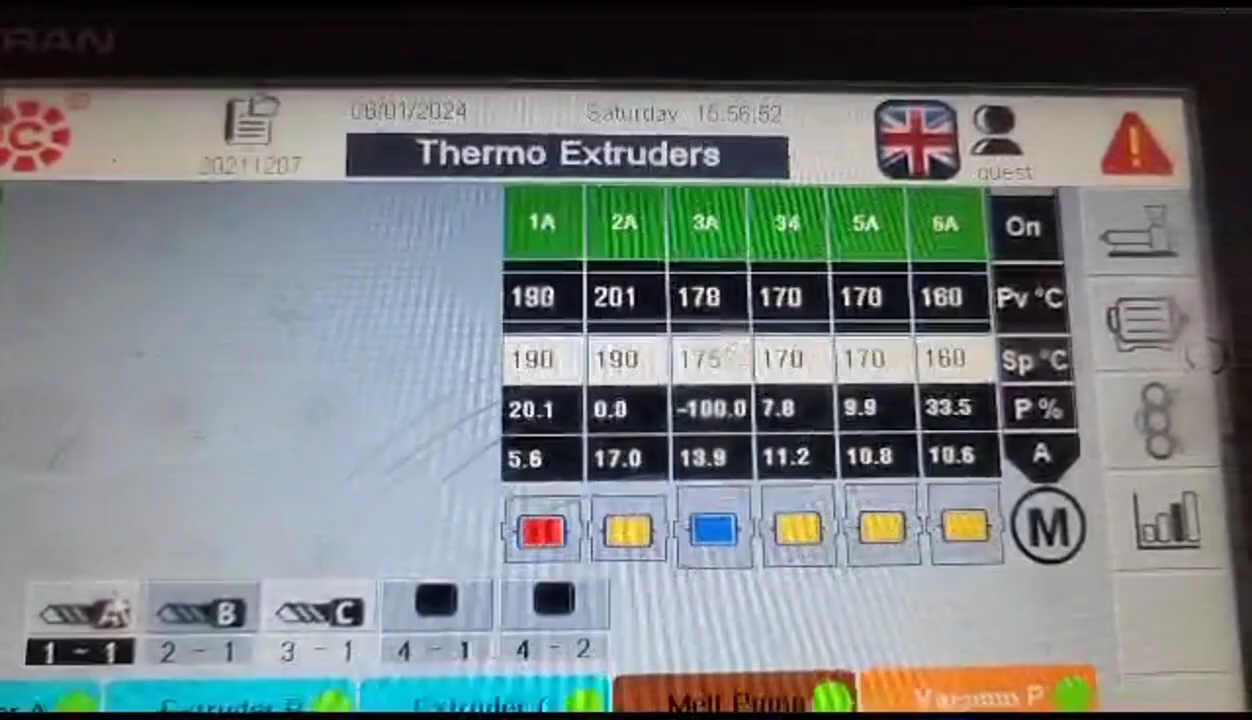 RAN
06/01/2024 Saturday 15:56:52
C
20211207
Thermo Extruders
guest
1A 2A 3A 34 5A 6A On
190 201 178 170 170 160 Pv °C
190 190 175 170 170 160 Sp °C
20.1 0.0 -100.0 7.8 9.9 33.5 P %
5.6 17.0 13.9 11.2 10.8 10.6 A
M
A B C
1 - 1 2 - 1 3 - 1 4 - 1 4 - 2
Extruder B Extruder C Melt Pump Vacuum P